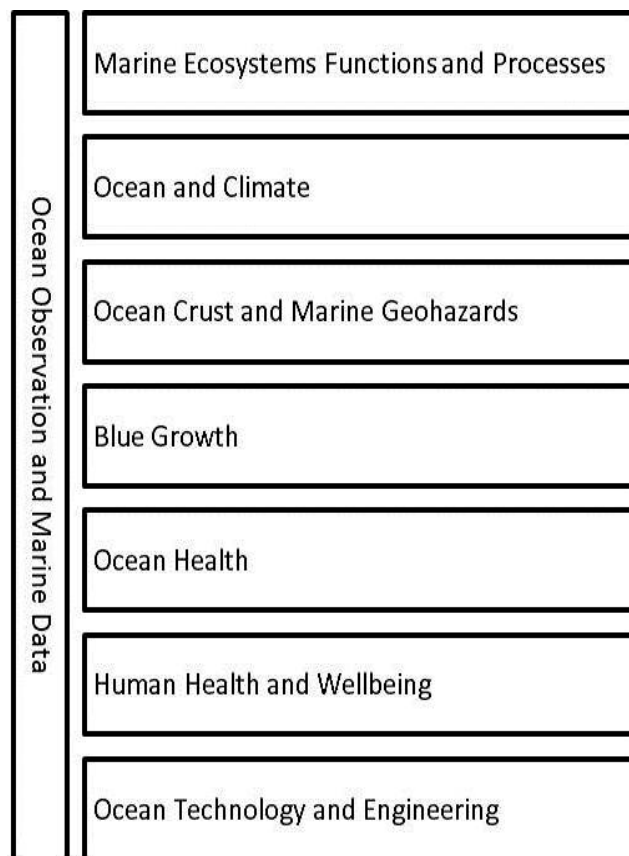 Ocean Observation and Marine Data
Marine Ecosystems Functions and Processes
Ocean and Climate
Ocean Crust and Marine Geohazards
Blue Growth
Ocean Health
Human Health and Wellbeing
Ocean Technology and Engineering